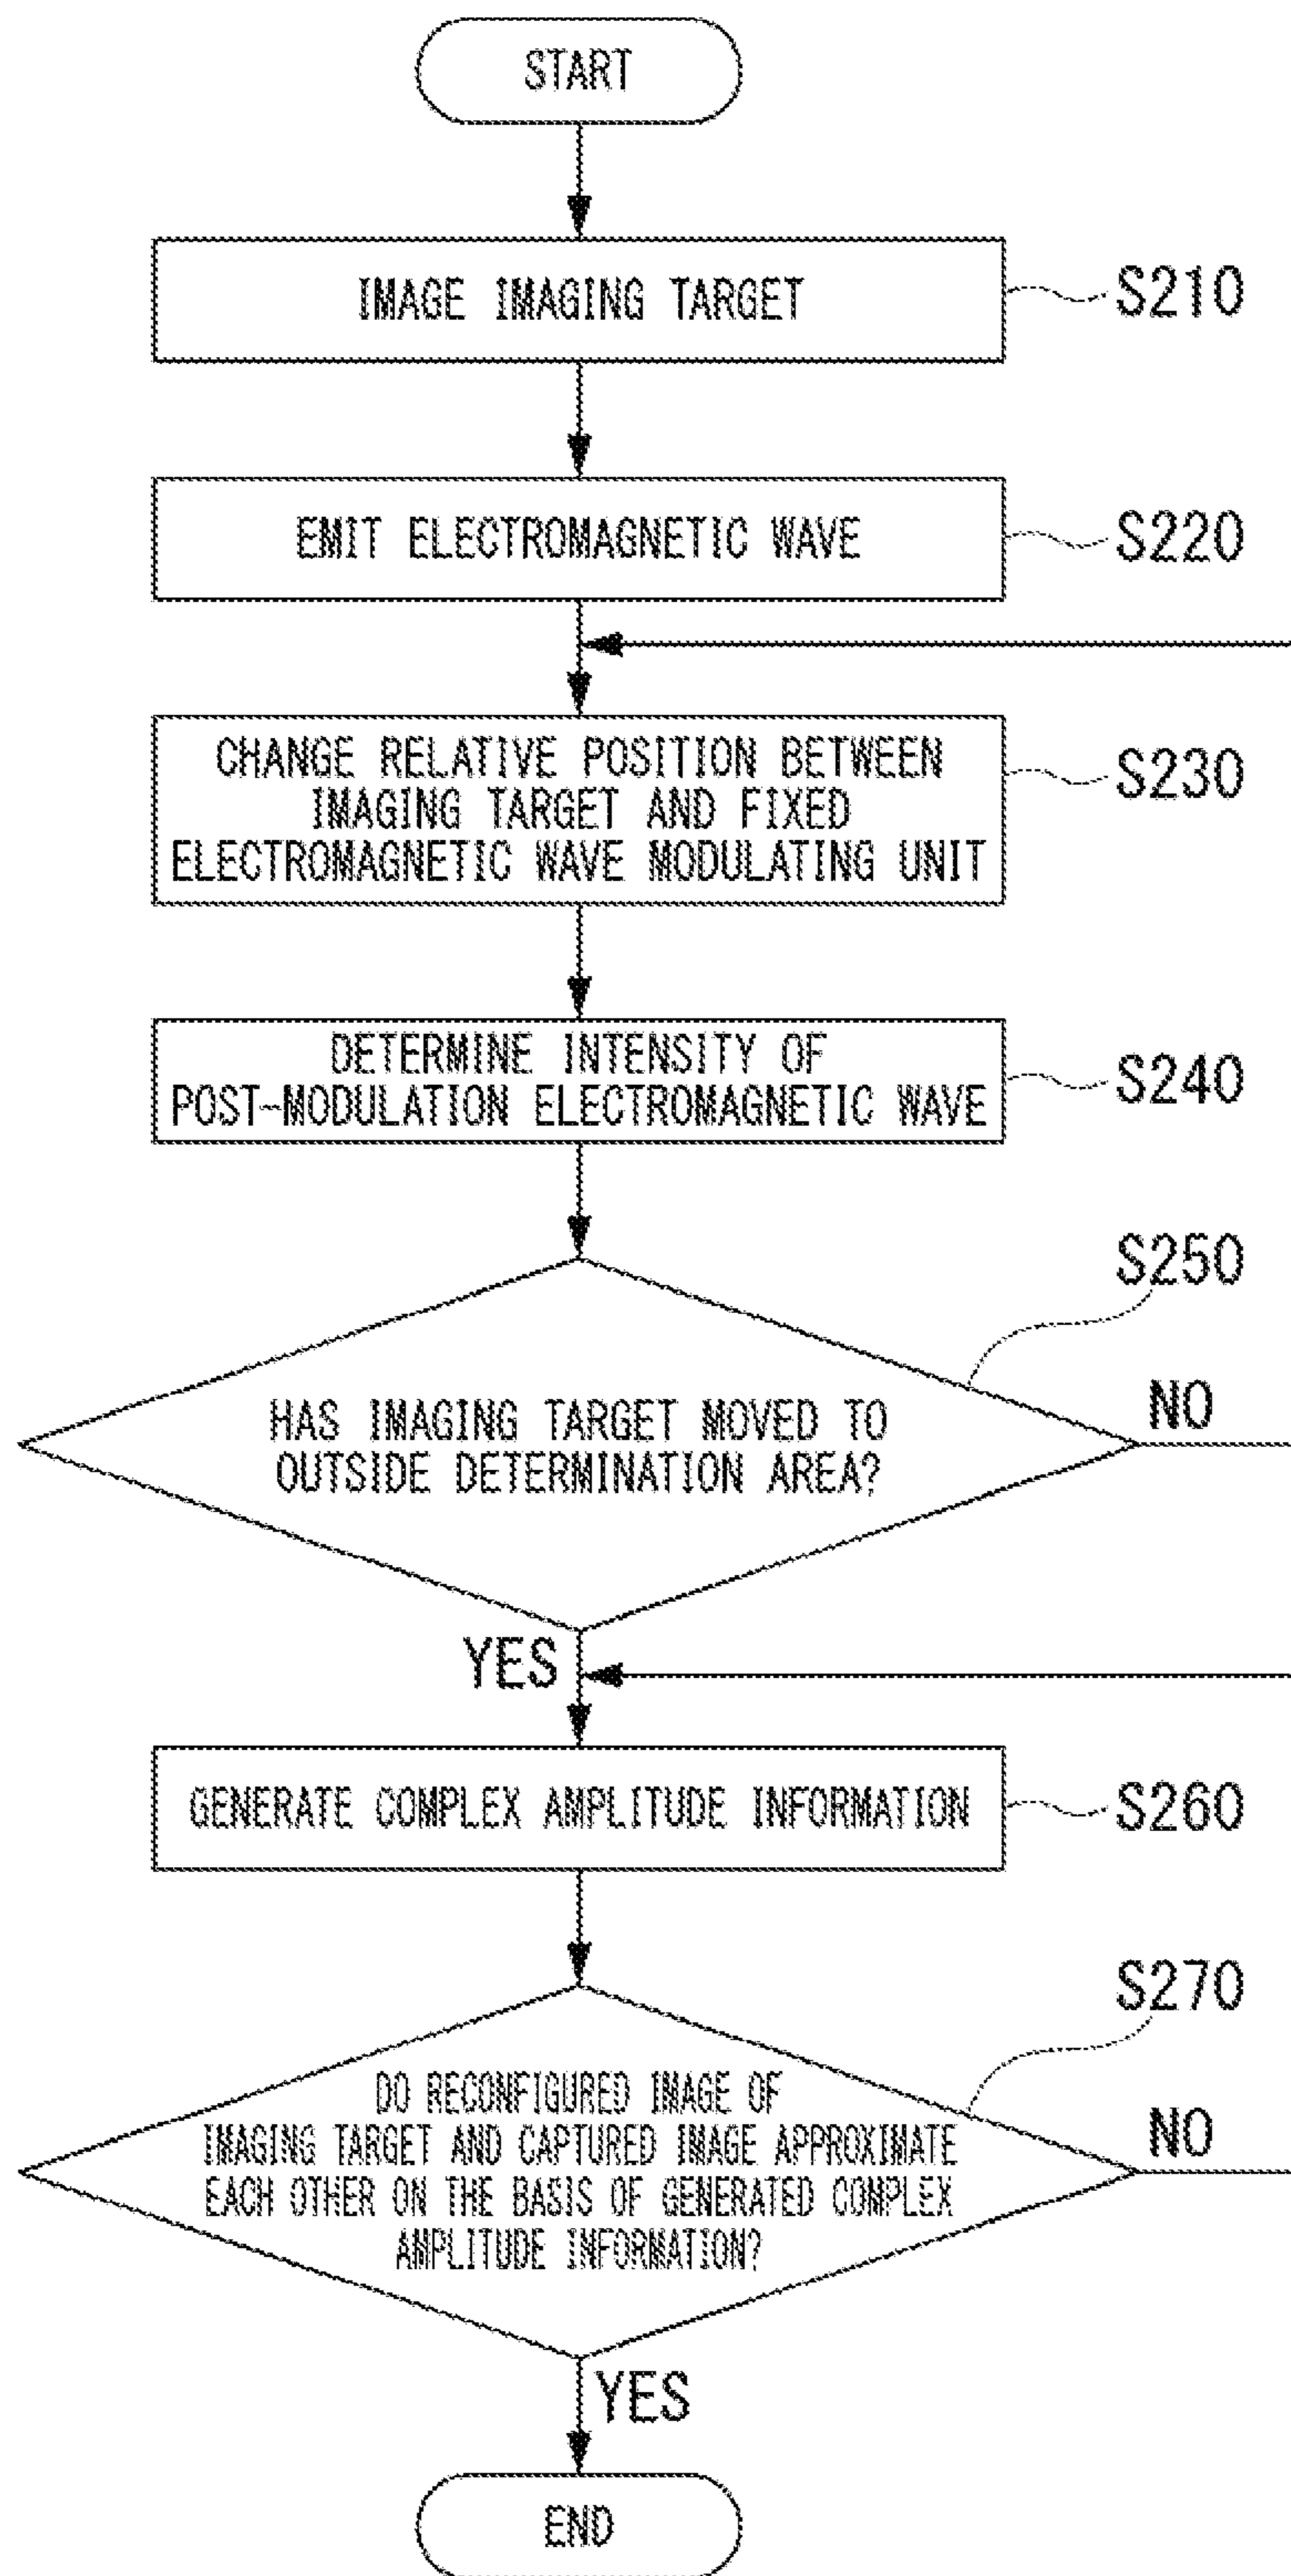 START
IMAGE IMAGING TARGET
S210
EMIT ELECTROMAGNETIC WAVE
S220
CHANGE RELATIVE POSITION BETWEEN
IMAGING TARGET AND FIXED
ELECTROMAGNETIC WAVE MODULATING UNIT
S230
DETERMINE INTENSITY OF
POST-MODULATION ELECTROMAGNETIC WAVE
S240
S250
HAS IMAGING TARGET MOVED TO
OUTSIDE DETERMINATION AREA?
NO
YES
GENERATE COMPLEX AMPLITUDE INFORMATION
S260
S270
DO RECONFIGURED IMAGE OF
IMAGING TARGET AND CAPTURED IMAGE APPROXIMATE
EACH OTHER ON THE BASIS OF GENERATED COMPLEX
AMPLITUDE INFORMATION?
NO
YES
END